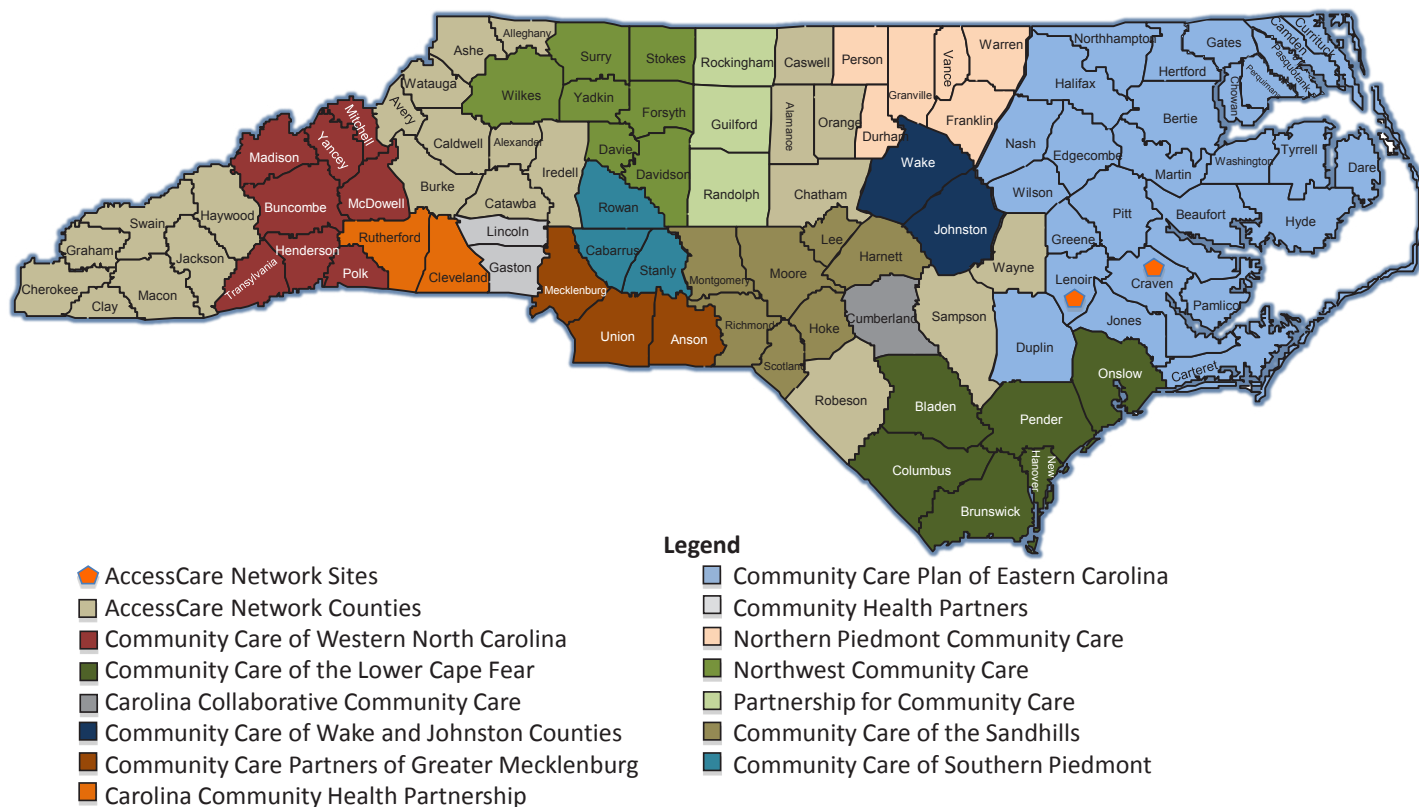 Alleghany
Ashe
Surry
Stokes
Rockingham
Caswell
Person
Vance
Warren
Northhampton
Gates
Camden
Currituck
Pasquotank
Perquimans
Chowan
Hertford
Halifax
Watauga
Wilkes
Yadkin
Forsyth
Guilford
Alamance
Orange
Granville
Durham
Franklin
Bertie
Mitchell
Avery
Yancey
Madison
Caldwell
Alexander
Iredell
Davie
Davidson
Randolph
Chatham
Wake
Nash
Edgecombe
Martin
Washington
Tyrrell
Dare
Burke
McDowell
Catawba
Rowan
Wilson
Pitt
Beaufort
Hyde
Swain
Haywood
Buncombe
Rutherford
Lincoln
Cabarrus
Stanly
Lee
Harnett
Johnston
Greene
Graham
Jackson
Henderson
Polk
Cleveland
Gaston
Montgomery
Moore
Wayne
Lenoir
Craven
Pamlico
Cherokee
Clay
Macon
Transylvania
Mecklenburg
Union
Anson
Richmond
Scotland
Hoke
Cumberland
Sampson
Duplin
Jones
Carteret
Onslow
Robeson
Bladen
Pender
Columbus
Brunswick
New
Hanover
Legend
AccessCare Network Sites
AccessCare Network Counties
Community Care of Western North Carolina
Community Care of the Lower Cape Fear
Carolina Collaborative Community Care
Community Care of Wake and Johnston Counties
Community Care Partners of Greater Mecklenburg
Carolina Community Health Partnership
Community Care Plan of Eastern Carolina
Community Health Partners
Northern Piedmont Community Care
Northwest Community Care
Partnership for Community Care
Community Care of the Sandhills
Community Care of Southern Piedmont